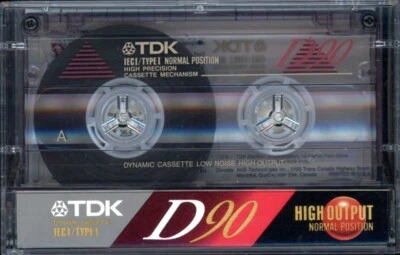 TDK
IEC I / TYPE I NORMAL POSITION
HIGH PRECISION
CASSETTE MECHANISM
D90
A
DYNAMIC CASSETTE LOW NOISE HIGH OUTPUT
TDK
IEC I / TYPE I
D90
HIGH OUTPUT
NORMAL POSITION